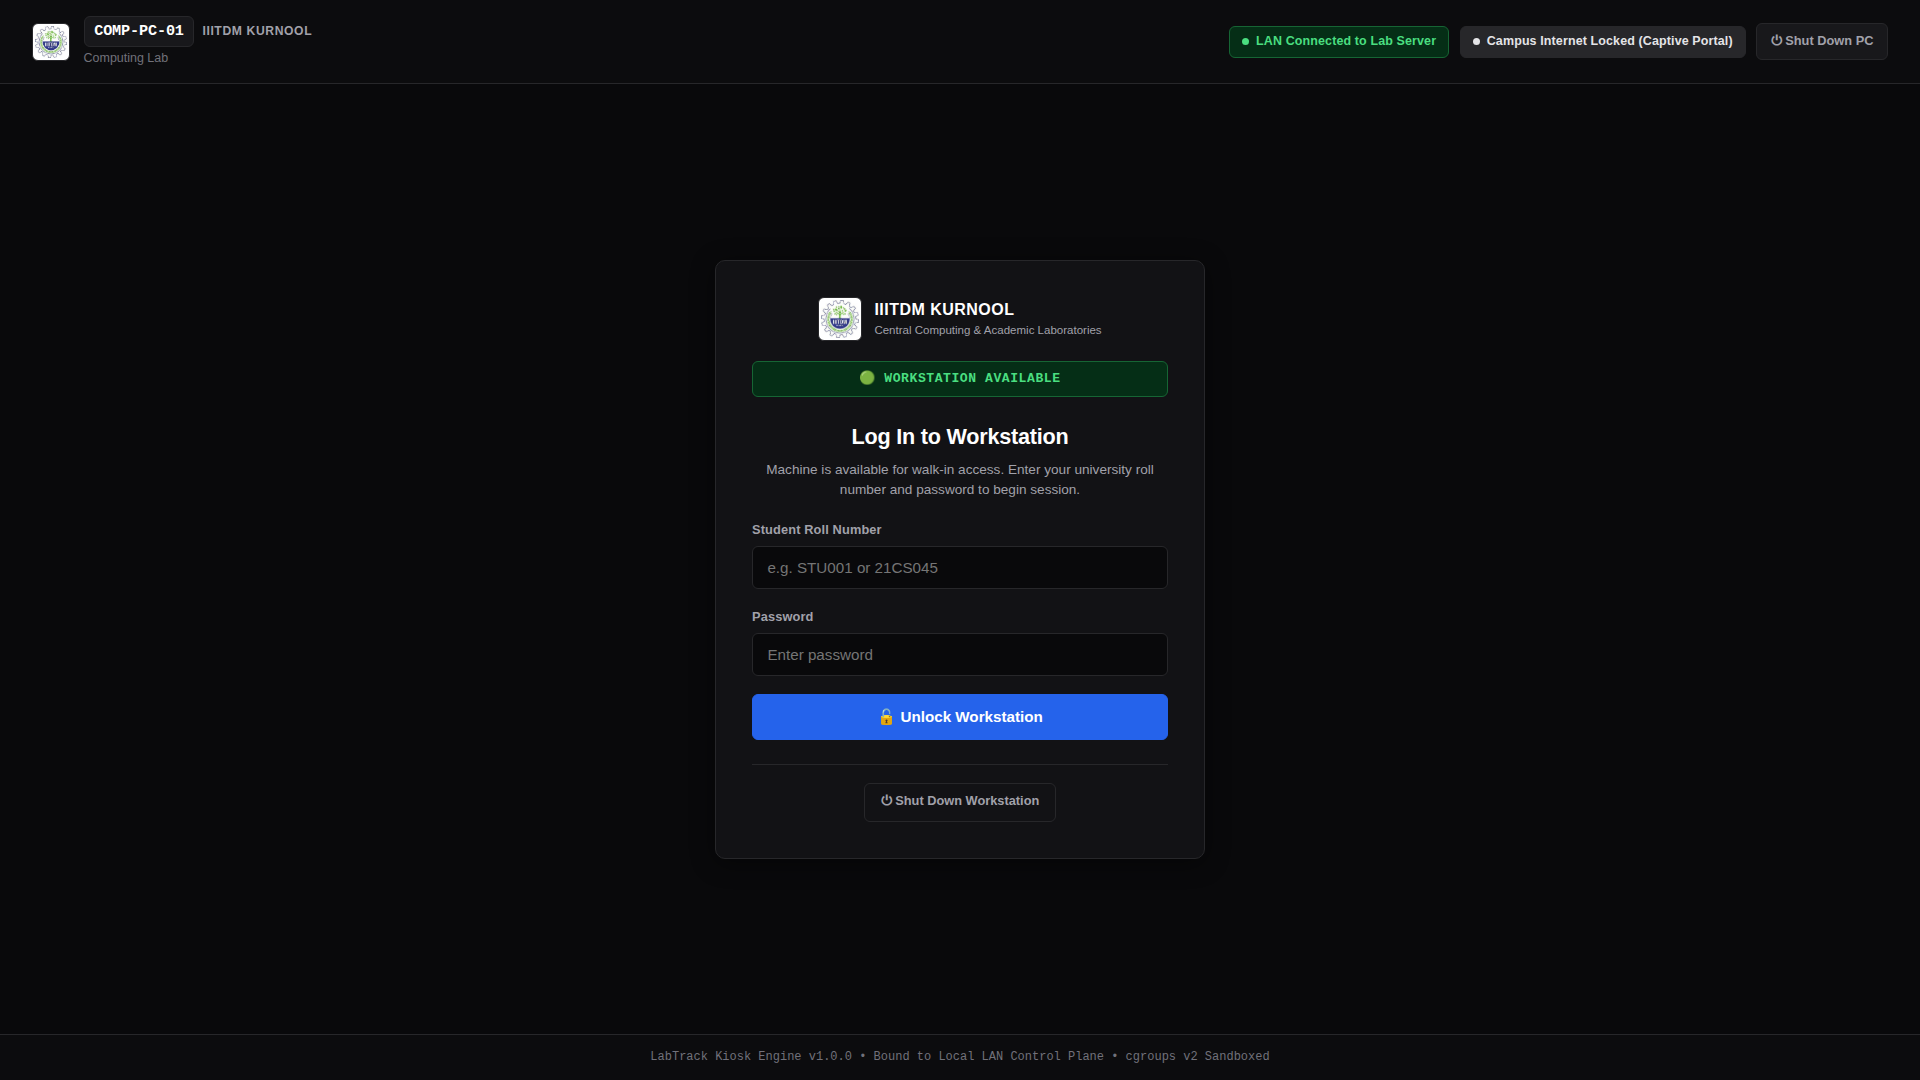 COMP-PC-01 IIITDM KURNOOL
Computing Lab
LAN Connected to Lab Server
Campus Internet Locked (Captive Portal)
Shut Down PC
IIITDM KURNOOL
Central Computing & Academic Laboratories
WORKSTATION AVAILABLE
Log In to Workstation
Machine is available for walk-in access. Enter your university roll
number and password to begin session.
Student Roll Number
e.g. STU001 or 21CS045
Password
Enter password
Unlock Workstation
Shut Down Workstation
LabTrack Kiosk Engine v1.0.0 • Bound to Local LAN Control Plane • cgroups v2 Sandboxed